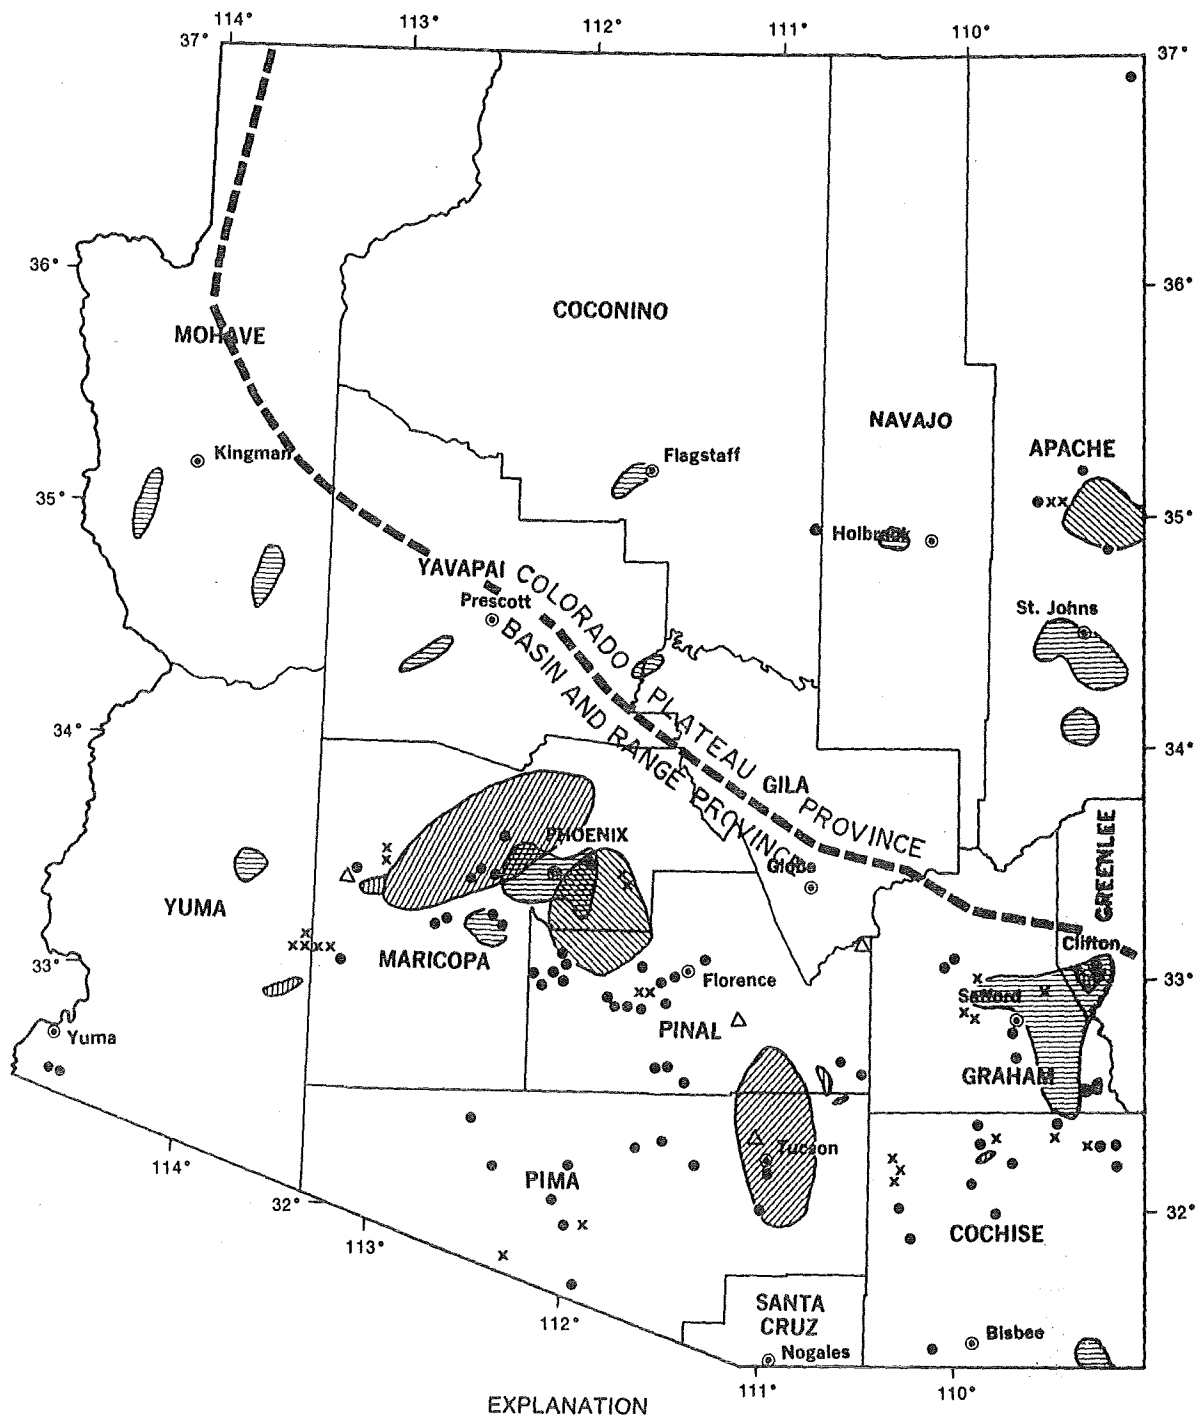 114°
113°
112°
111°
110°
37°
37°
36°
36°
COCONINO
MOHAVE
NAVAJO
APACHE
Kingman
Flagstaff
35°
35°
Holbrook
YAVAPAI
COLORADO PLATEAU PROVINCE
Prescott
BASIN AND RANGE PROVINCE
St. Johns
34°
34°
GILA
PHOENIX
GREENLEE
Globe
YUMA
MARICOPA
Clifton
33°
33°
Florence
Safford
Yuma
PINAL
GRAHAM
114°
Tucson
PIMA
32°
32°
COCHISE
113°
SANTA
CRUZ
112°
Bisbee
Nogales
111°
110°
EXPLANATION